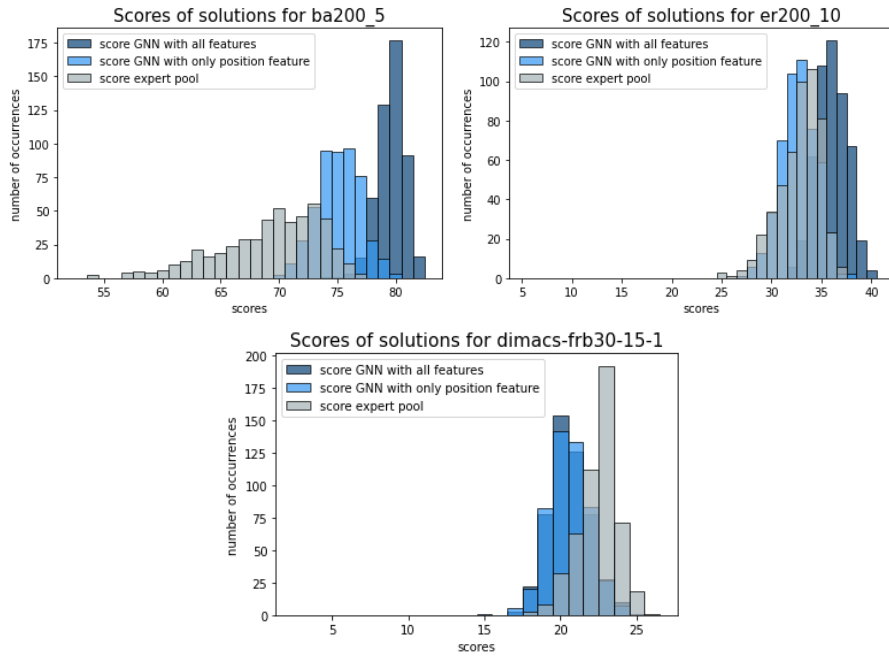 Scores of solutions for ba200_5
score GNN with all features
score GNN with only position feature
score expert pool
number of occurrences
175
150
125
100
75
50
25
0
55
60
65
70
75
80
scores
Scores of solutions for er200_10
score GNN with all features
score GNN with only position feature
score expert pool
number of occurrences
120
100
80
60
40
20
0
5
10
15
20
25
30
35
40
scores
Scores of solutions for dimacs-frb30-15-1
score GNN with all features
score GNN with only position feature
score expert pool
number of occurrences
200
175
150
125
100
75
50
25
0
5
10
15
20
25
scores